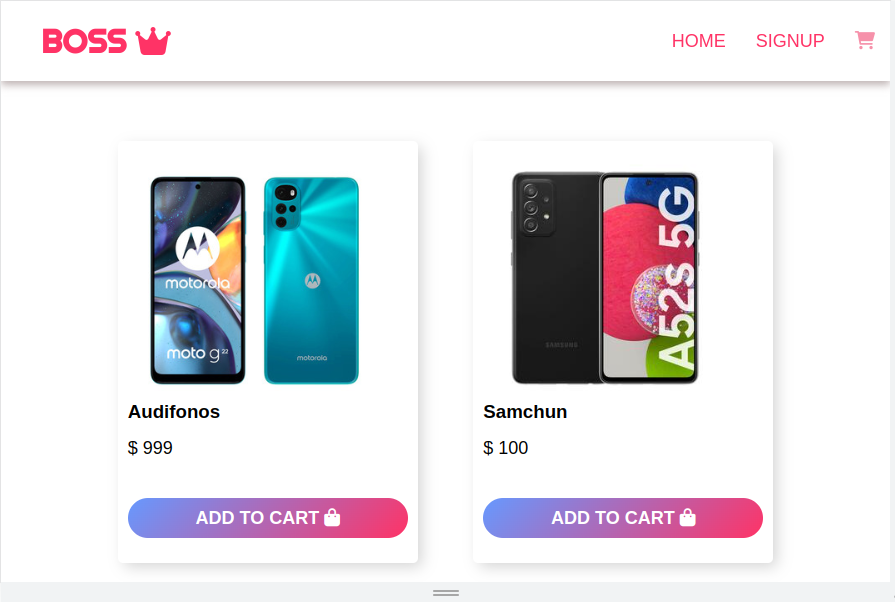 BOSS
HOME
SIGNUP
motorola
moto g22
motorola
SAMSUNG
A52s 5G
Audifonos
$ 999
ADD TO CART
Samchun
$ 100
ADD TO CART